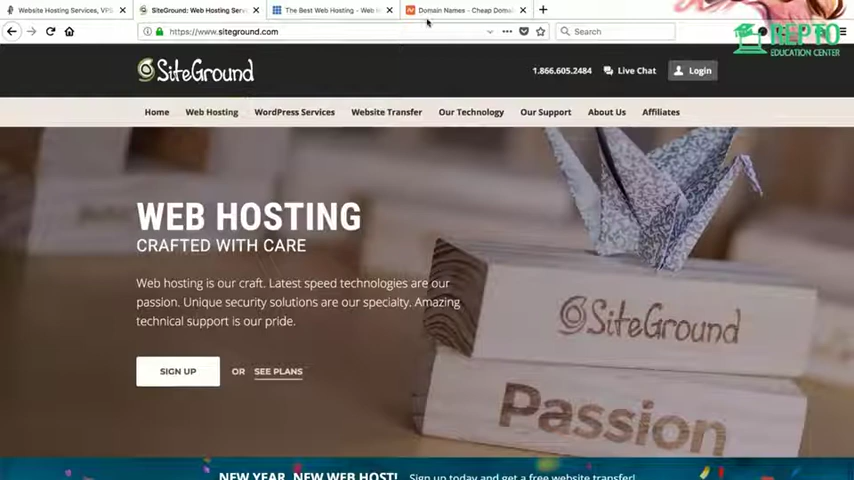 Website Hosting Services, VPS
SiteGround: Web Hosting Serv
The Best Web Hosting - Web H
Domain Names - Cheap Doma
https://www.siteground.com
Search
REPTO
EDUCATION CENTER
SiteGround
1.866.605.2484
Live Chat
Login
Home
Web Hosting
WordPress Services
Website Transfer
Our Technology
Our Support
About Us
Affiliates
WEB HOSTING
CRAFTED WITH CARE
Web hosting is our craft. Latest speed technologies are our
passion. Unique security solutions are our specialty. Amazing
technical support is our pride.
SIGN UP
OR
SEE PLANS
SiteGround
Passion
NEW YEAR, NEW WEB HOST! Sign up today and get a free website transfer!